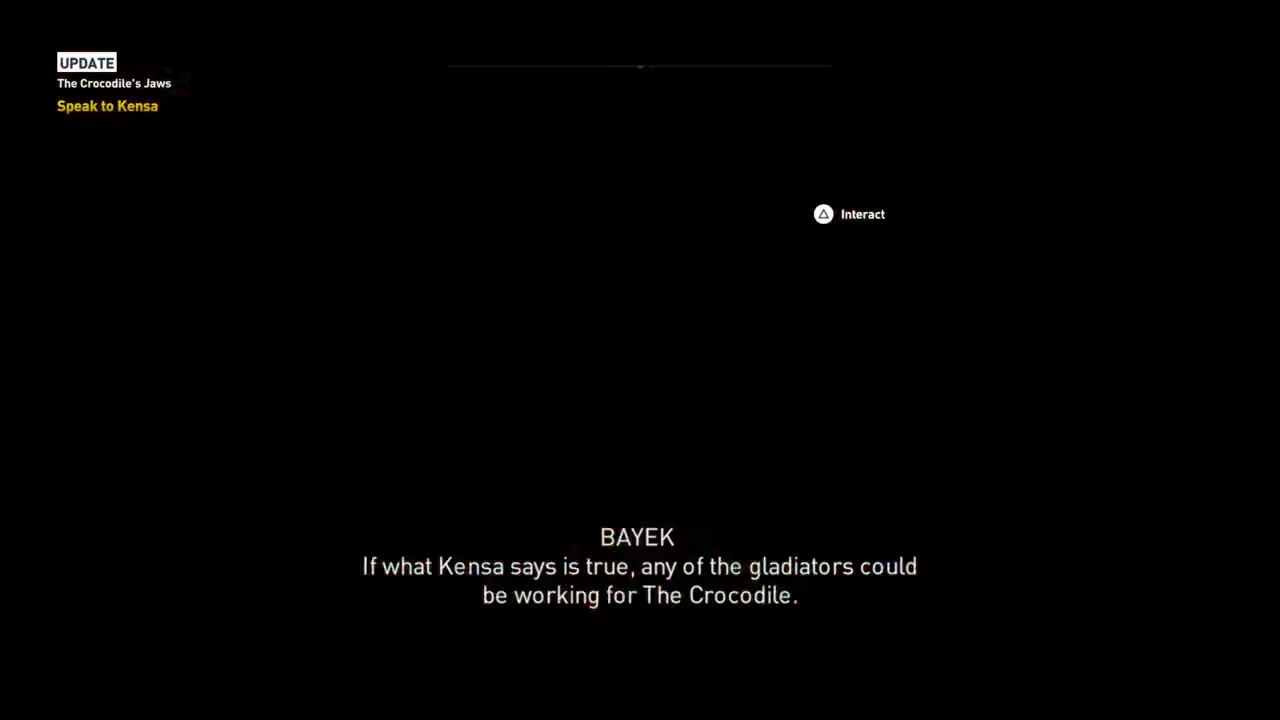 UPDATE
The Crocodile's Jaws
Speak to Kensa
Interact
BAYEK
If what Kensa says is true, any of the gladiators could
be working for The Crocodile.